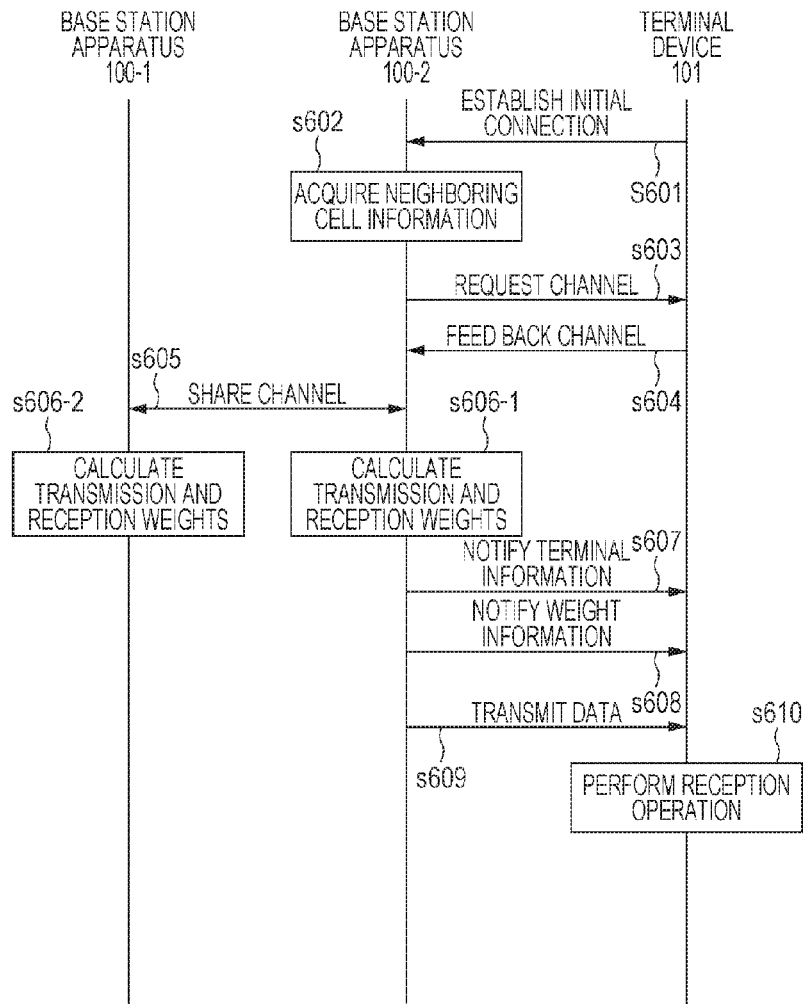 BASE STATION
APPARATUS
100-1
BASE STATION
APPARATUS
100-2
TERMINAL
DEVICE
101
ESTABLISH INITIAL
CONNECTION
s602
S601
ACQUIRE NEIGHBORING
CELL INFORMATION
s603
REQUEST CHANNEL
FEED BACK CHANNEL
s605
s604
SHARE CHANNEL
s606-2
s606-1
CALCULATE
TRANSMISSION AND
RECEPTION WEIGHTS
CALCULATE
TRANSMISSION AND
RECEPTION WEIGHTS
s607
NOTIFY TERMINAL
INFORMATION
NOTIFY WEIGHT
INFORMATION
s608
TRANSMIT DATA
s610
s609
PERFORM RECEPTION
OPERATION